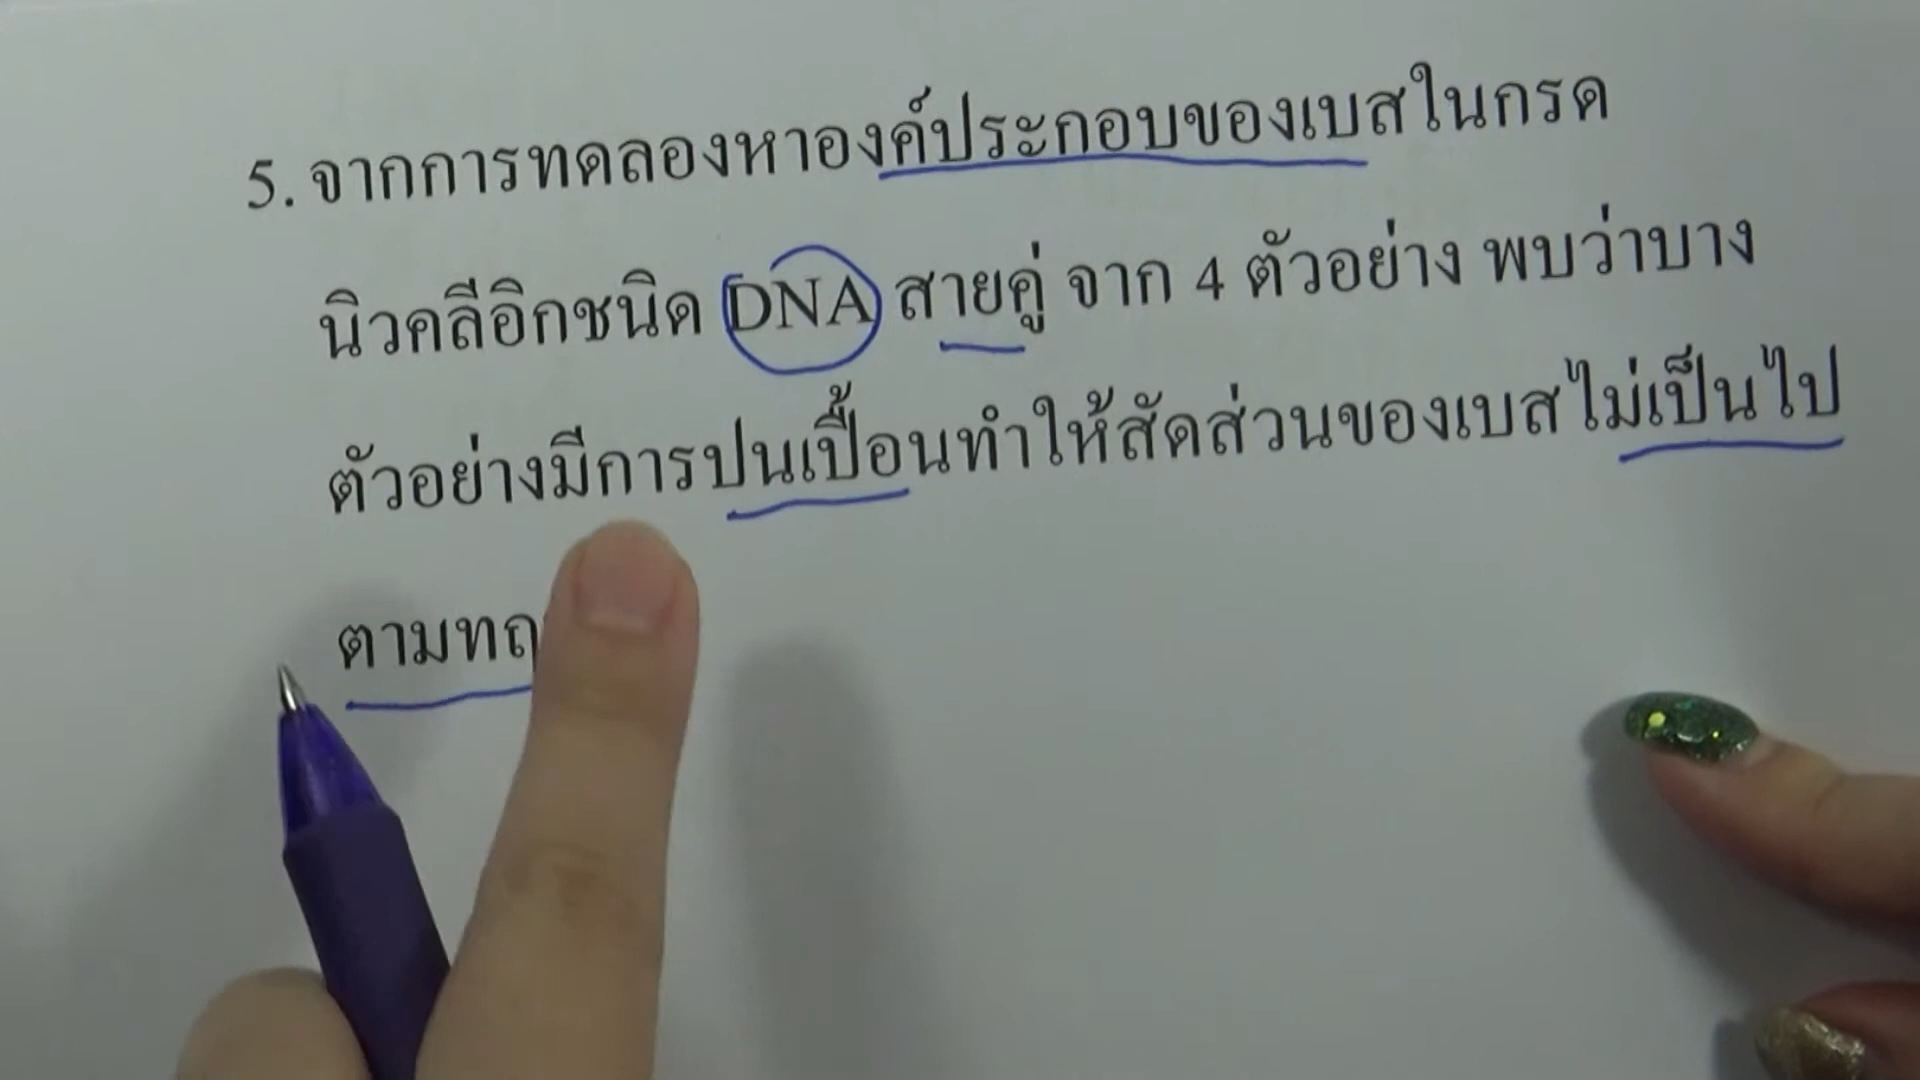 5. จากการทดลองหาองค์ประกอบของเบสในกรด
นิวคลีอิกชนิด DNA สายคู่ จาก 4 ตัวอย่าง พบว่าบาง
ตัวอย่างมีการปนเปื้อนทำให้สัดส่วนของเบสไม่เป็นไป
ตามทฤ